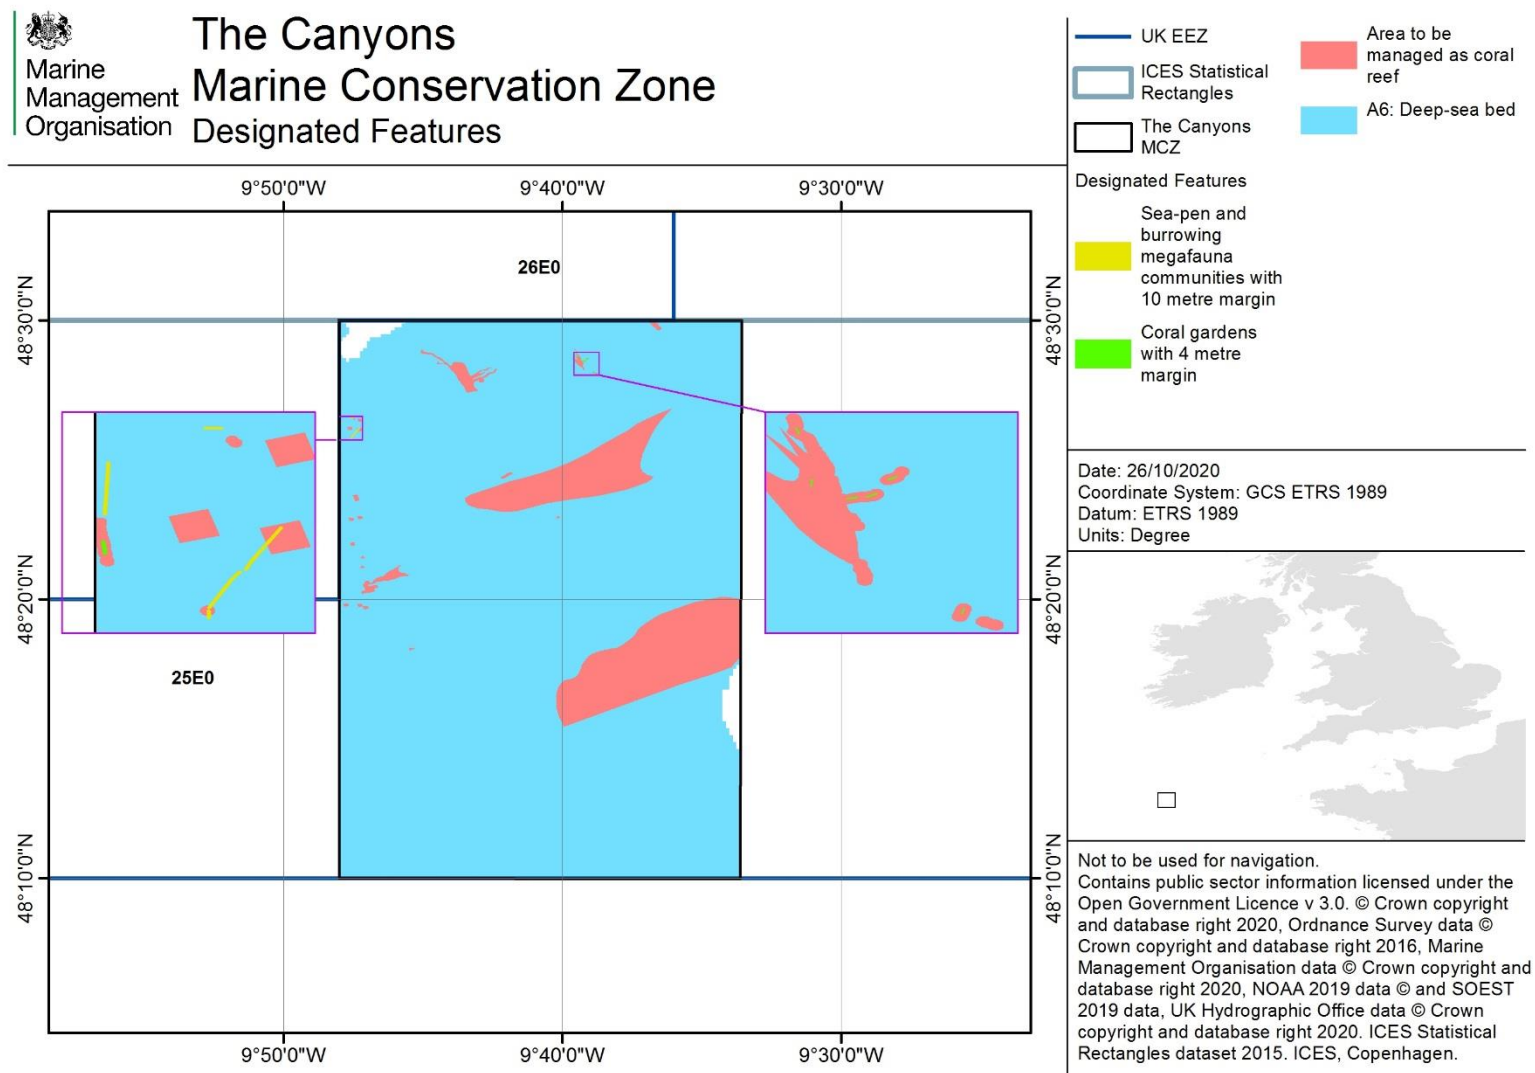 Marine
Management
Organisation
The Canyons
Marine Conservation Zone
Designated Features
9°50'0"W
9°40'0"W
9°30'0"W
26E0
48°30'0"N
48°30'0"N
48°20'0"N
48°20'0"N
25E0
48°10'0"N
48°10'0"N
9°50'0"W
9°40'0"W
9°30'0"W
UK EEZ
ICES Statistical
Rectangles
The Canyons
MCZ
Designated Features
Sea-pen and
burrowing
megafauna
communities with
10 metre margin
Coral gardens
with 4 metre
margin
Area to be
managed as coral
reef
A6: Deep-sea bed
Date: 26/10/2020
Coordinate System: GCS ETRS 1989
Datum: ETRS 1989
Units: Degree
Not to be used for navigation.
Contains public sector information licensed under the
Open Government Licence v 3.0. © Crown copyright
and database right 2020, Ordnance Survey data ©
Crown copyright and database right 2016, Marine
Management Organisation data © Crown copyright and
database right 2020, NOAA 2019 data © and SOEST
2019 data, UK Hydrographic Office data © Crown
copyright and database right 2020. ICES Statistical
Rectangles dataset 2015. ICES, Copenhagen.